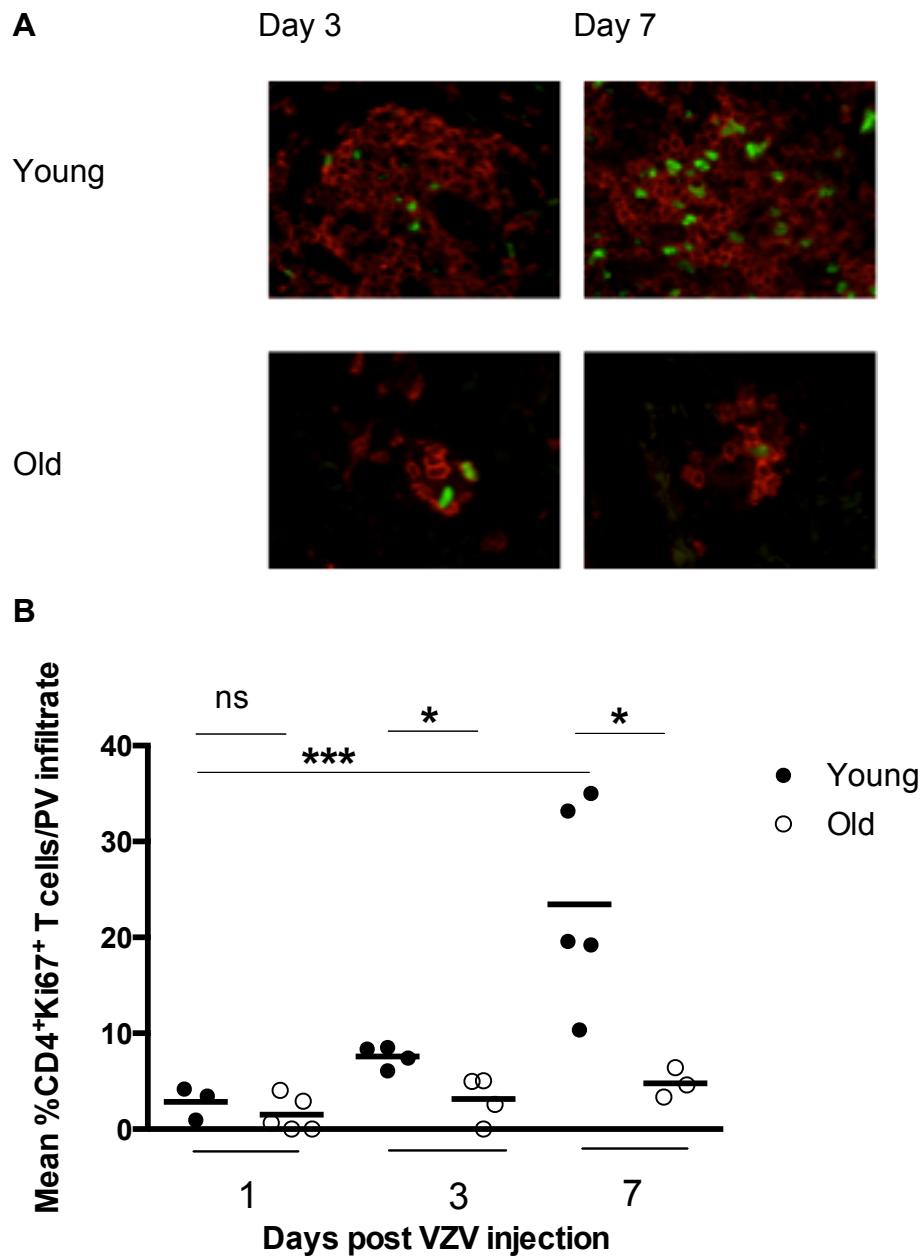 A
Day 3 Day 7
Young
Old
B
Mean %CD4⁺Ki67⁺ T cells/PV infiltrate
ns
*
*
***
40
30
20
10
0
Young
Old
1 3 7
Days post VZV injection